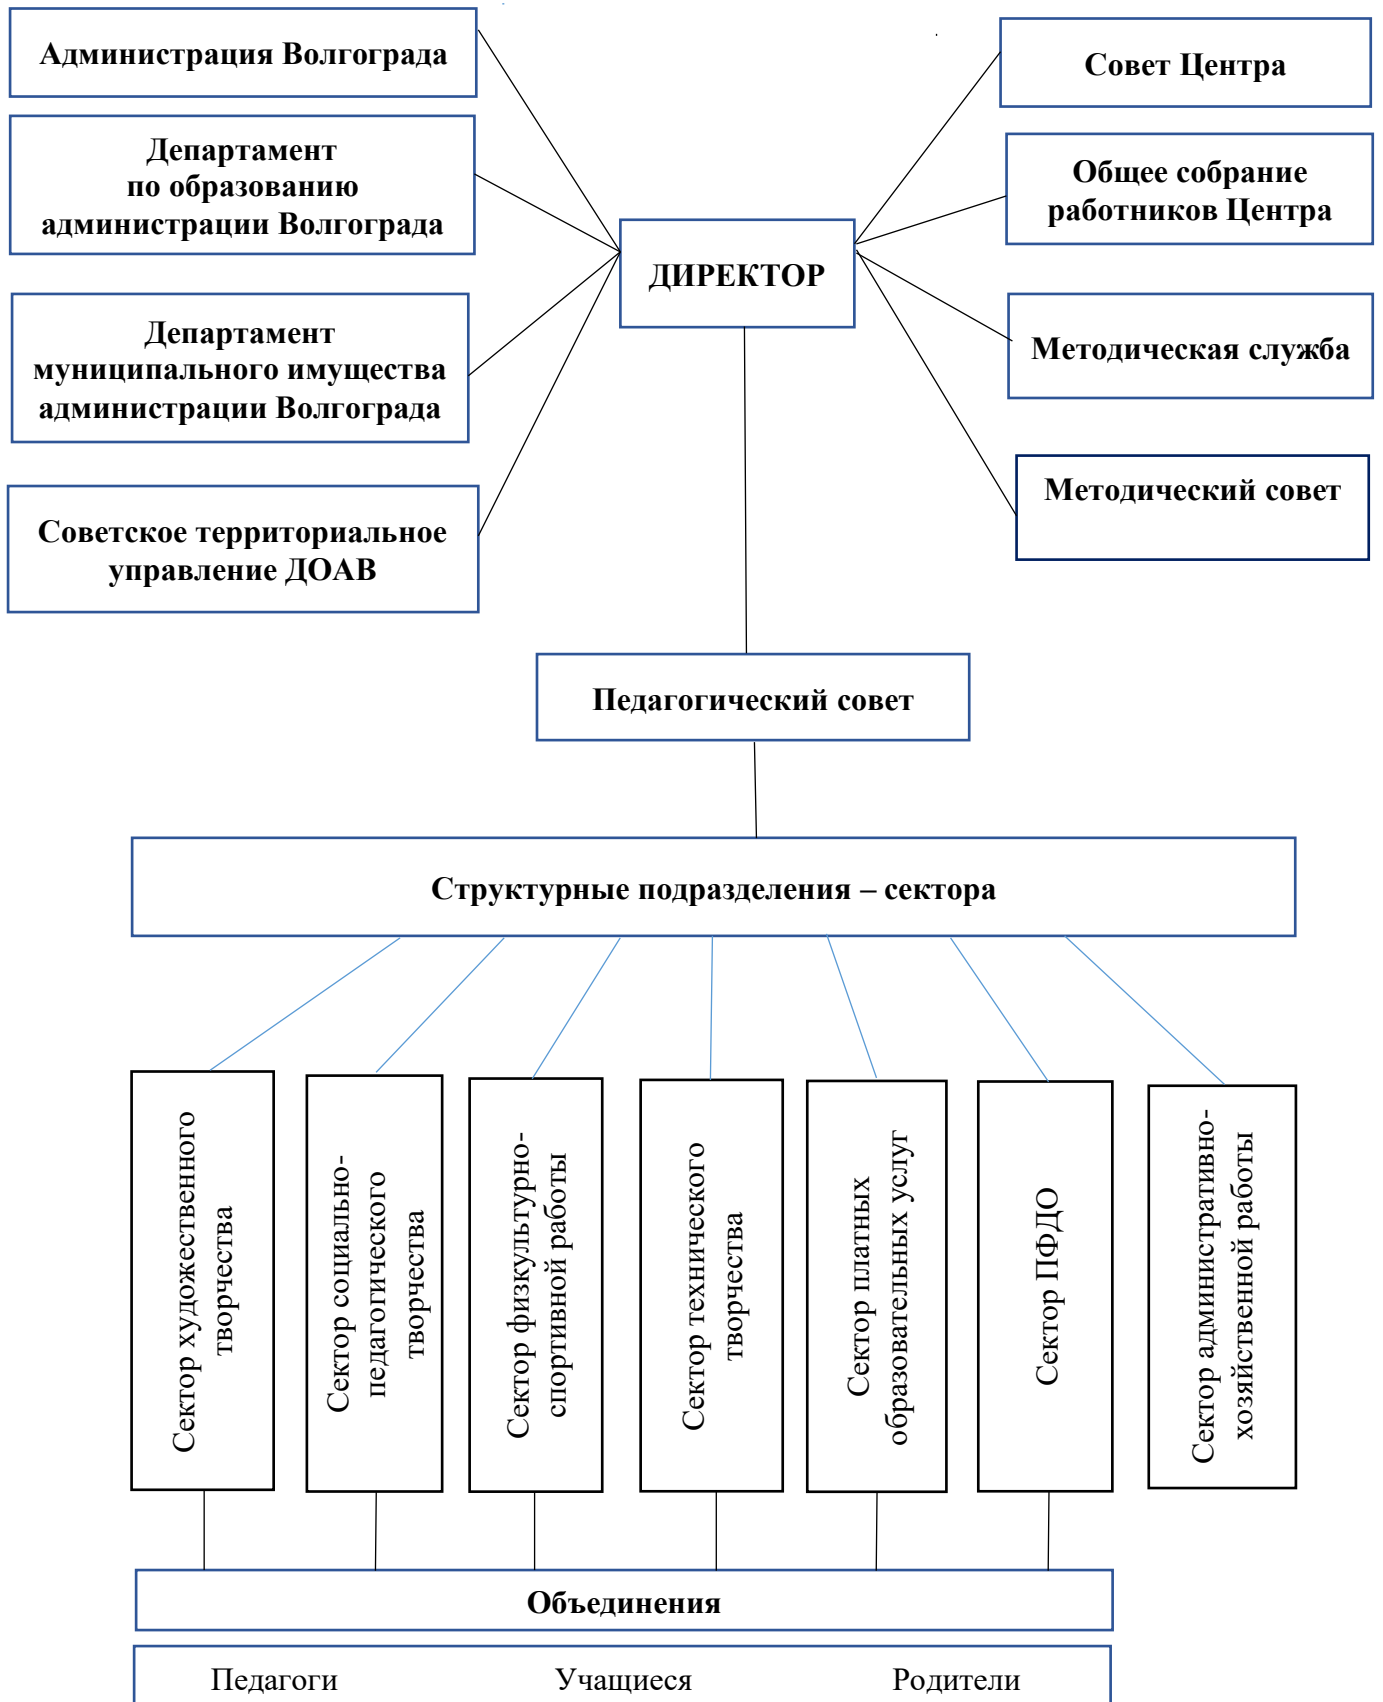 Администрация Волгограда
Департамент
по образованию
администрации Волгограда
Департамент
муниципального имущества
администрации Волгограда
Советское территориальное
управление ДОАВ
ДИРЕКТОР
Совет Центра
Общее собрание
работников Центра
Методическая служба
Методический совет
Педагогический совет
Структурные подразделения – сектора
Сектор художественного
творчества
Сектор социально-
педагогического
творчества
Сектор физкультурно-
спортивной работы
Сектор технического
творчества
Сектор платных
образовательных услуг
Сектор ПФДО
Сектор административно-
хозяйственной работы
Объединения
Педагоги Учащиеся Родители